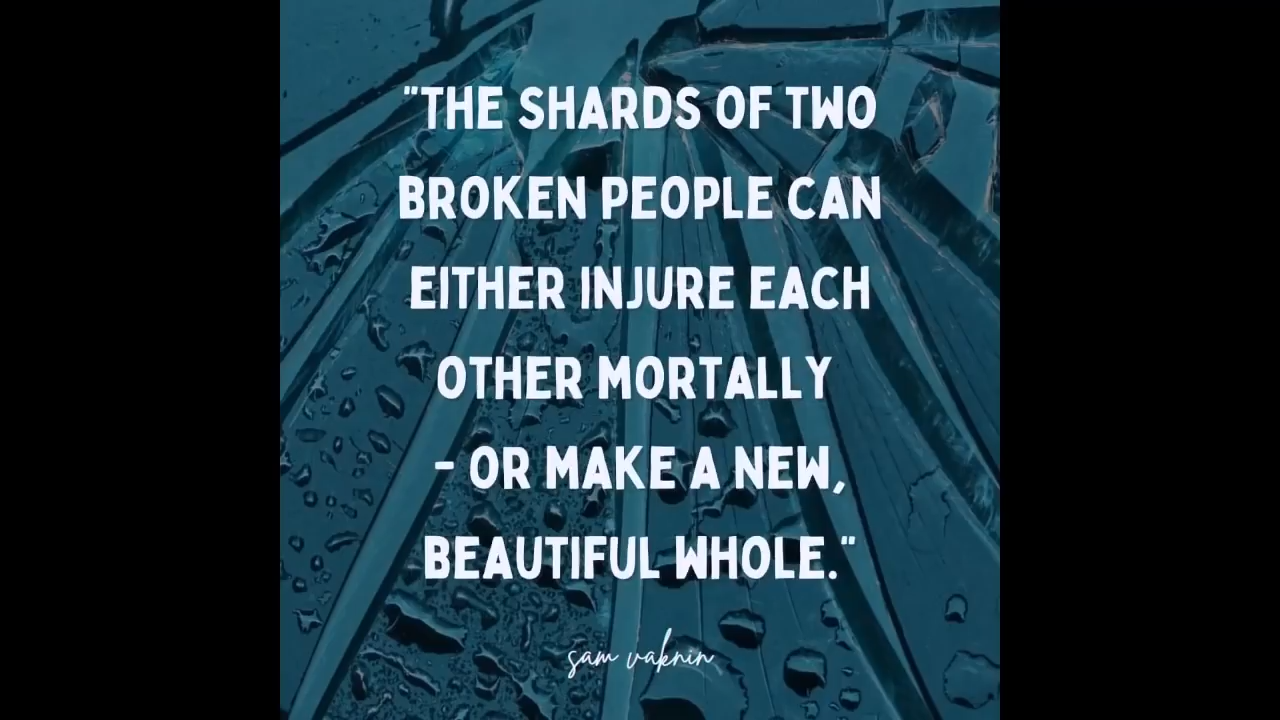 "THE SHARDS OF TWO
BROKEN PEOPLE CAN
EITHER INJURE EACH
OTHER MORTALLY
- OR MAKE A NEW,
BEAUTIFUL WHOLE."
sam vaknin